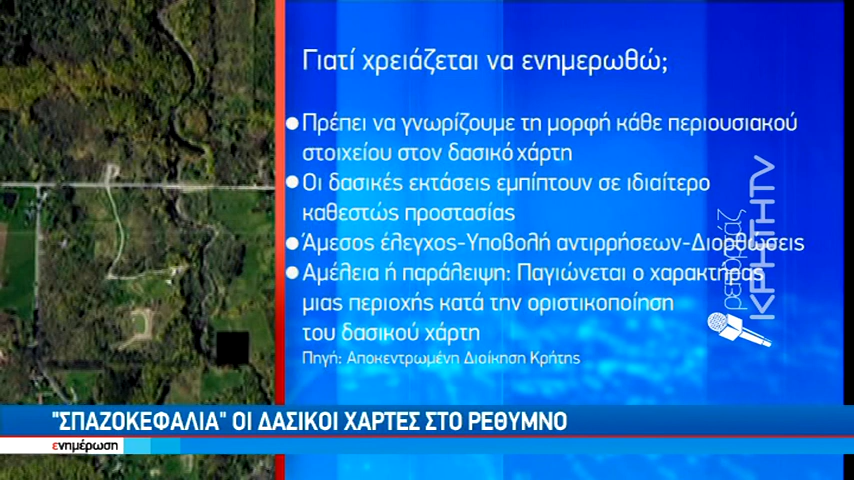 Γιατί χρειάζεται να ενημερωθώ;
Πρέπει να γνωρίζουμε τη μορφή κάθε περιουσιακού
στοιχείου στον δασικό χάρτη
Οι δασικές εκτάσεις εμπίπτουν σε ιδιαίτερο
καθεστώς προστασίας
Άμεσος έλεγχος-Υποβολή αντιρρήσεων-Διορθώσεις
Αμέλεια ή παράλειψη: Παγιώνεται ο χαρακτήρας
μιας περιοχής κατά την οριστικοποίηση
του δασικού χάρτη
Πηγή: Αποκεντρωμένη Διοίκηση Κρήτης
ρεπορτάζ
ΚΡΗΤΗTV
"ΣΠΑΖΟΚΕΦΑΛΙΑ" ΟΙ ΔΑΣΙΚΟΙ ΧΑΡΤΕΣ ΣΤΟ ΡΕΘΥΜΝΟ
ενημέρωση